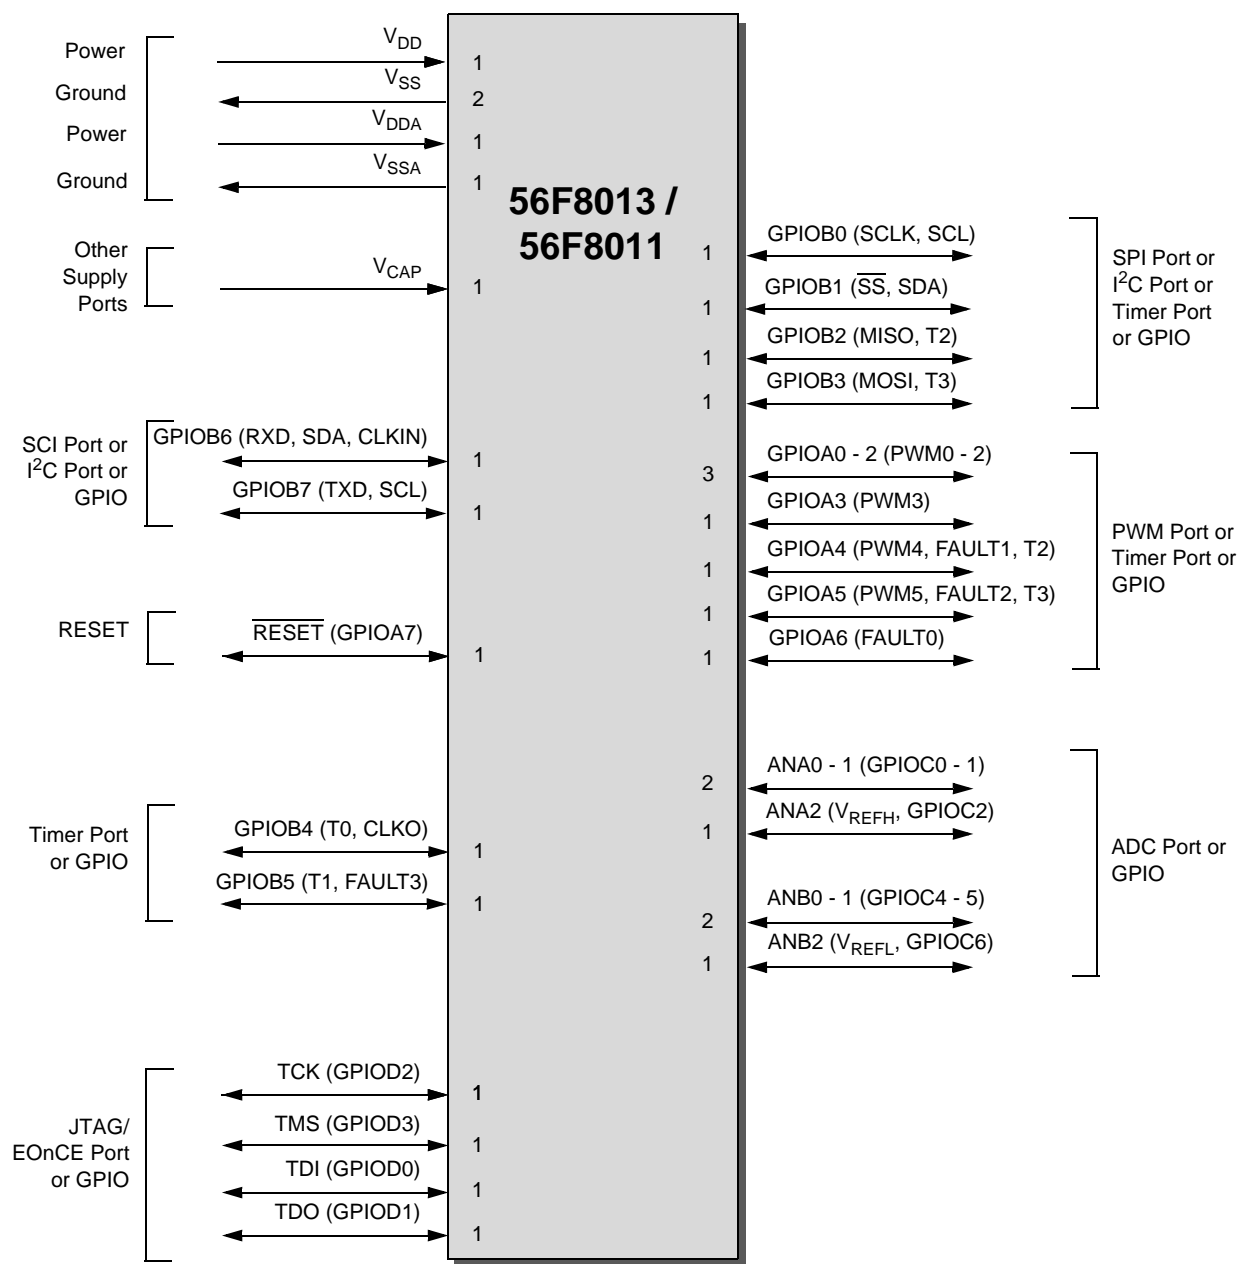 56F8013 /
56F8011
Power
VDD
1
Ground
VSS
2
Power
VDDA
1
Ground
VSSA
1
Other
Supply
Ports
VCAP
1
SCI Port or
I2C Port or
GPIO
GPIOB6 (RXD, SDA, CLKIN)
1
GPIOB7 (TXD, SCL)
1
RESET
RESET (GPIOA7)
1
Timer Port
or GPIO
GPIOB4 (T0, CLKO)
1
GPIOB5 (T1, FAULT3)
1
JTAG/
EOnCE Port
or GPIO
TCK (GPIOD2)
1
TMS (GPIOD3)
1
TDI (GPIOD0)
1
TDO (GPIOD1)
1
1
GPIOB0 (SCLK, SCL)
1
GPIOB1 (SS, SDA)
1
GPIOB2 (MISO, T2)
1
GPIOB3 (MOSI, T3)
SPI Port or
I2C Port or
Timer Port
or GPIO
3
GPIOA0 - 2 (PWM0 - 2)
1
GPIOA3 (PWM3)
1
GPIOA4 (PWM4, FAULT1, T2)
1
GPIOA5 (PWM5, FAULT2, T3)
1
GPIOA6 (FAULT0)
PWM Port or
Timer Port or
GPIO
2
ANA0 - 1 (GPIOC0 - 1)
1
ANA2 (VREFH, GPIOC2)
2
ANB0 - 1 (GPIOC4 - 5)
1
ANB2 (VREFL, GPIOC6)
ADC Port or
GPIO